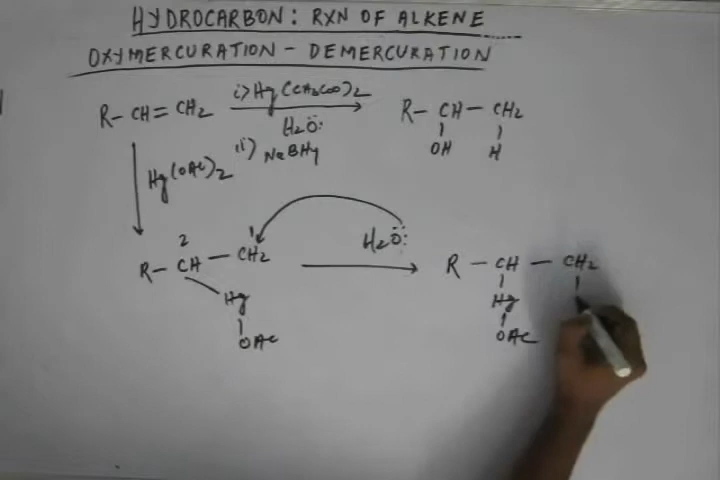 HYDROCARBON: RXN OF ALKENE
OXYMERCURATION - DEMERCURATION
R-CH=CH2 i) Hg(CH3COO)2 R-CH-CH2
H2O: OH H
ii) NaBH4
Hg(OAC)2
2 1 H2O:
R-CH-CH2 R-CH-CH2
Hg Hg
OAC OAC